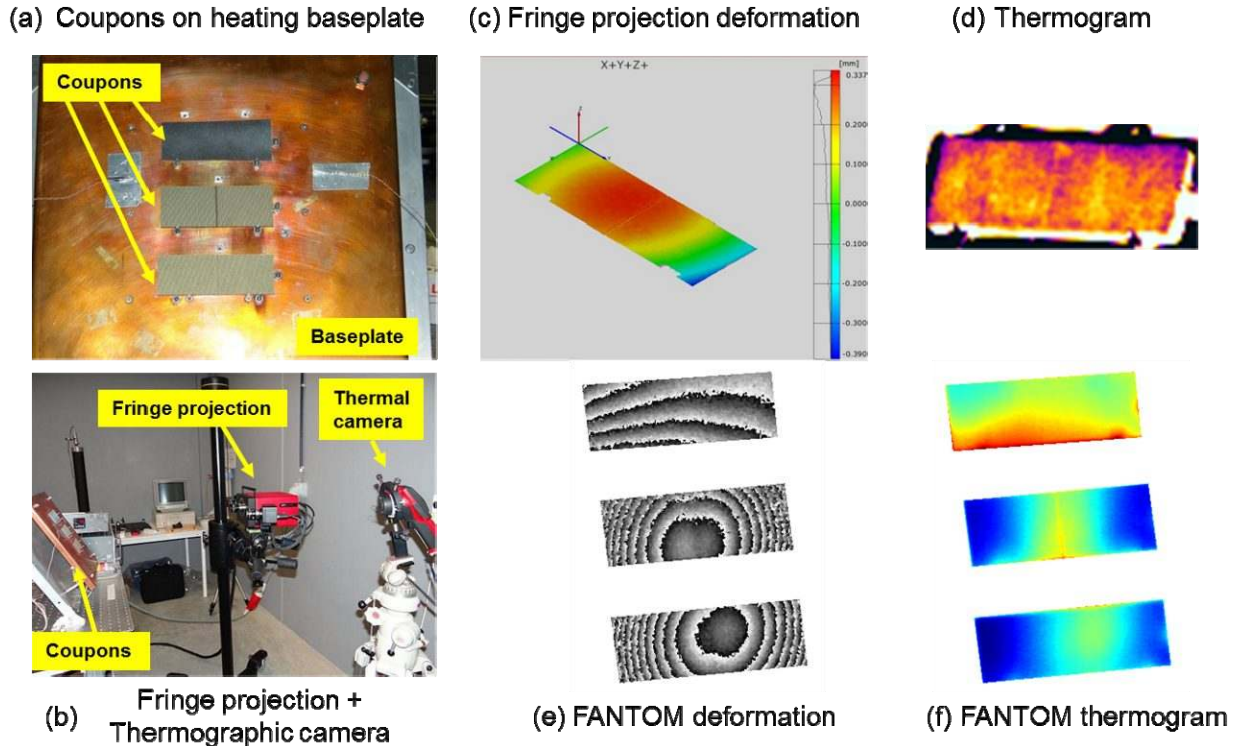 (a) Coupons on heating baseplate
(c) Fringe projection deformation
(d) Thermogram
Coupons
Baseplate
X+Y+Z+
[mm]
0.337
0.200
0.100
0.000
-0.100
-0.200
-0.300
-0.390
Fringe projection
Thermal
camera
Coupons
(b) Fringe projection +
Thermographic camera
(e) FANTOM deformation
(f) FANTOM thermogram